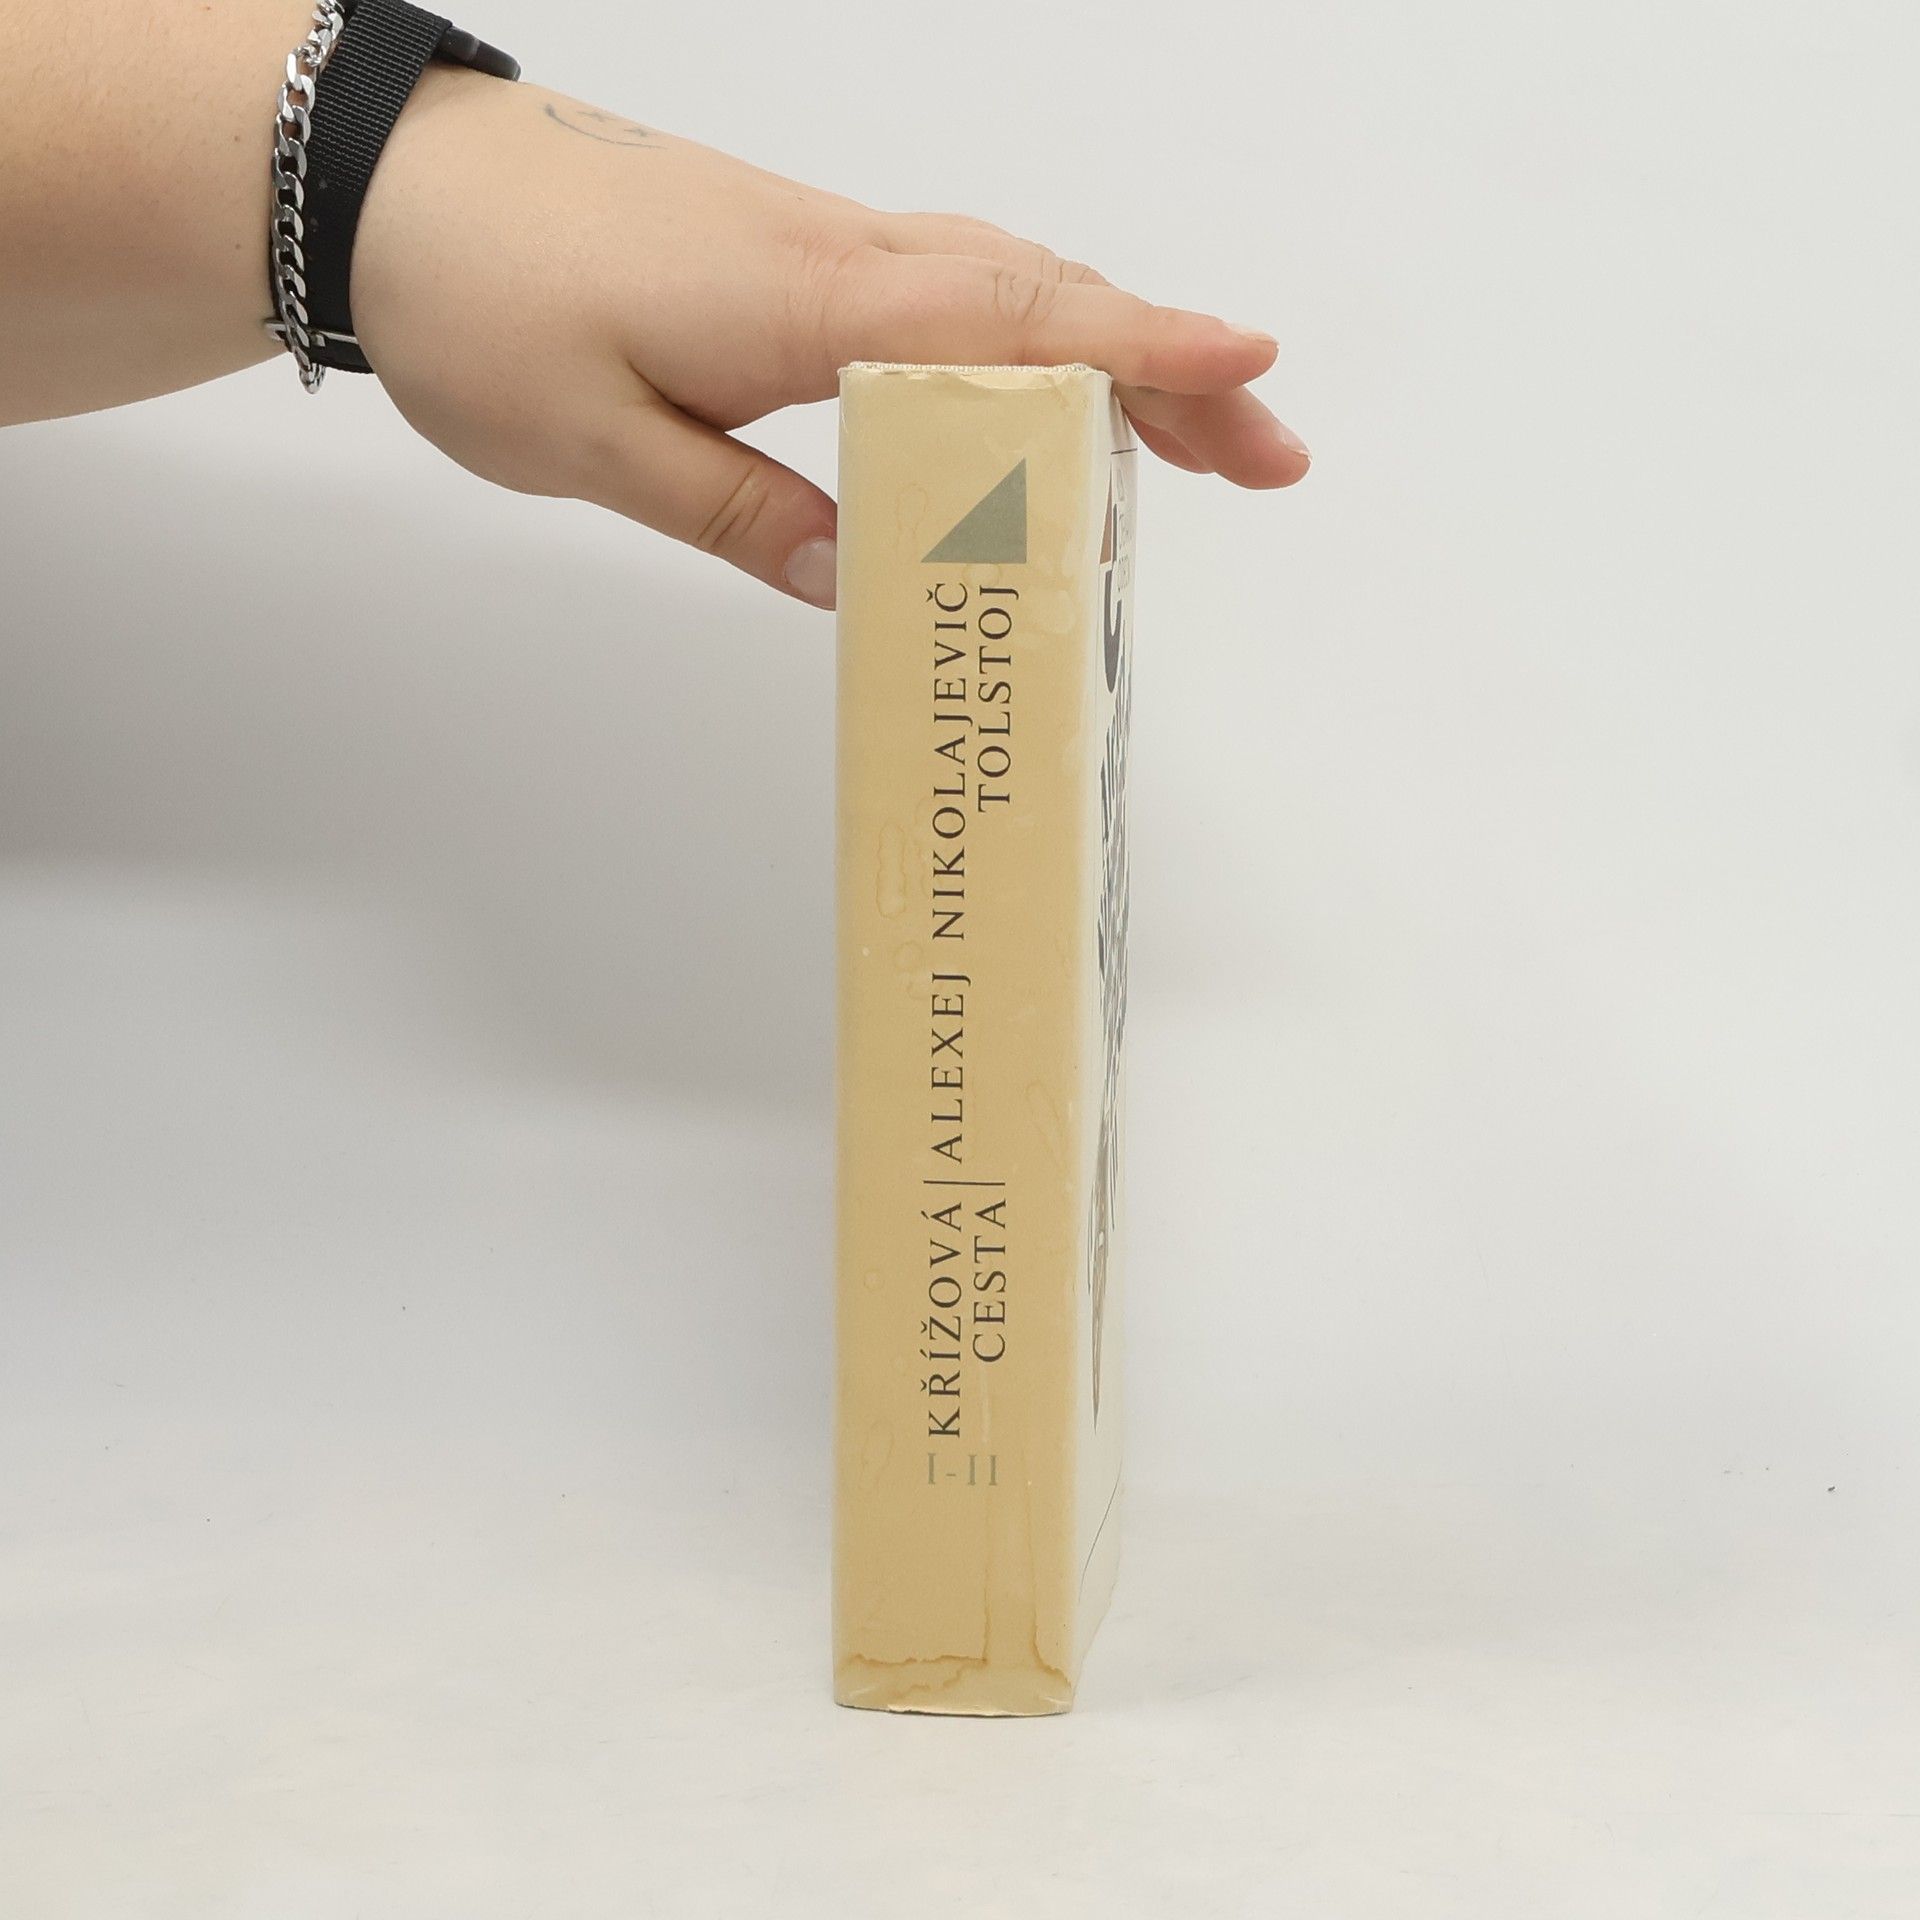 KŘÍŽOVÁ
CESTA
ALEXEJ NIKOLAJEVIČ
TOLSTOJ
I-II